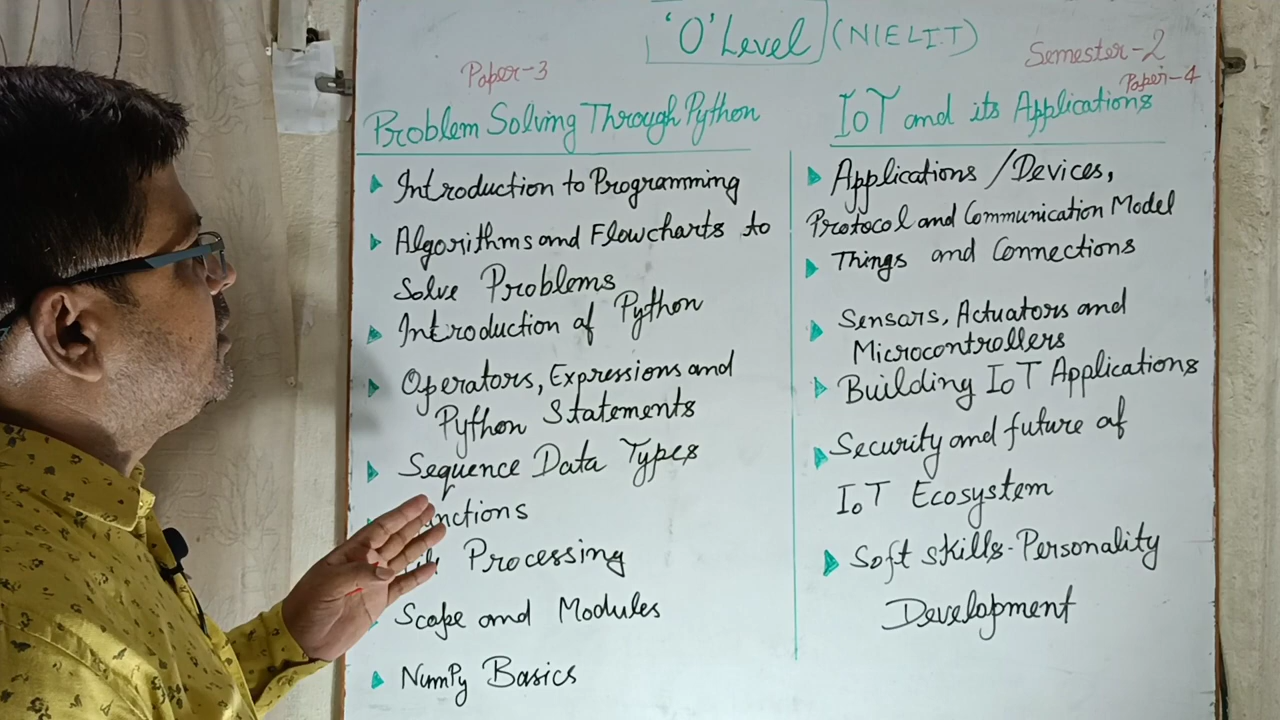 'O' Level (NIELIT)
Semester-2
Paper-3
Paper-4
Problem Solving Through Python
Introduction to Programming
Algorithms and Flowcharts to
Solve Problems
Introduction of Python
Operators, Expressions and
Python Statements
Sequence Data Types
nctions
Processing
Scope and Modules
NumPy Basics
IoT and its Applications
Applications/Devices,
Protocol and Communication Model
Things and Connections
Sensars, Actuators and
Microcontrollers
Building IoT Applications
Security and future of
IoT Ecosystem
Soft skills-Personality
Development